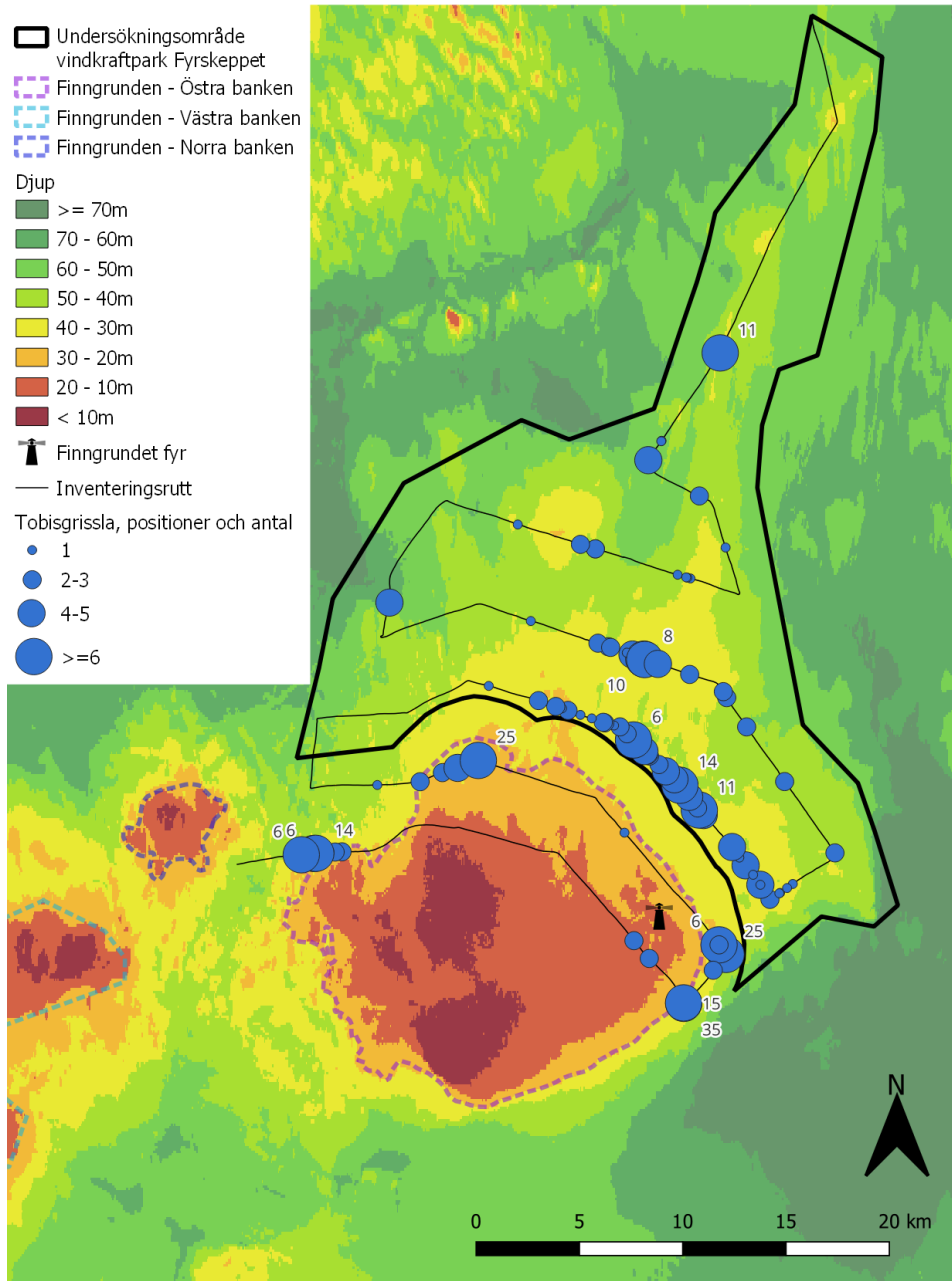 Undersökningsområde
vindkraftpark Fyrskeppet
Finngrunden - Östra banken
Finngrunden - Västra banken
Finngrunden - Norra banken
Djup
>= 70m
70 - 60m
60 - 50m
50 - 40m
40 - 30m
30 - 20m
20 - 10m
< 10m
Finngrundet fyr
Inventeringsrutt
Tobisgrissla, positioner och antal
1
2-3
4-5
>=6
11
8
10
6
25
14
11
6 6
14
6
25
15
35
N
0 5 10 15 20 km